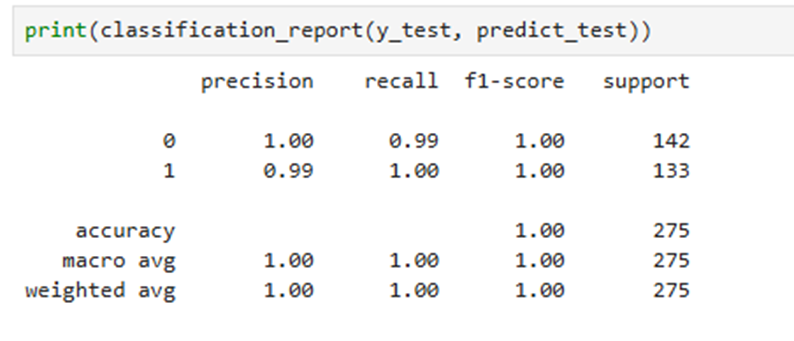 print(classification_report(y_test, predict_test))
precision recall f1-score support
0 1.00 0.99 1.00 142
1 0.99 1.00 1.00 133
accuracy 1.00 275
macro avg 1.00 1.00 1.00 275
weighted avg 1.00 1.00 1.00 275